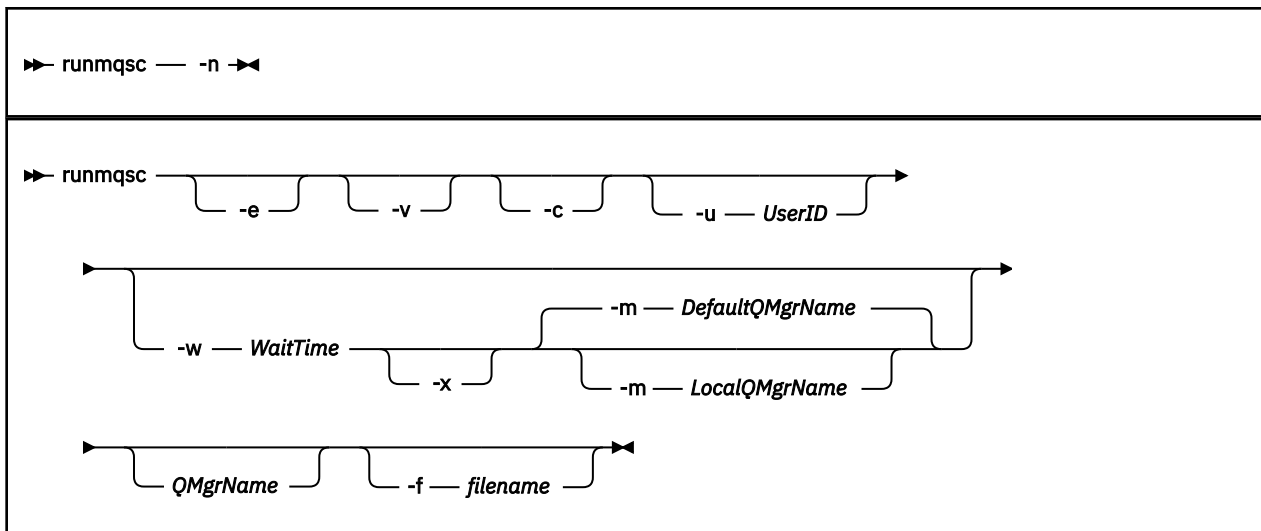 runmqsc -n
runmqsc
-e -v -c -u UserID
-m DefaultQMgrName
-w WaitTime
-x -m LocalQMgrName
QMgrName -f filename